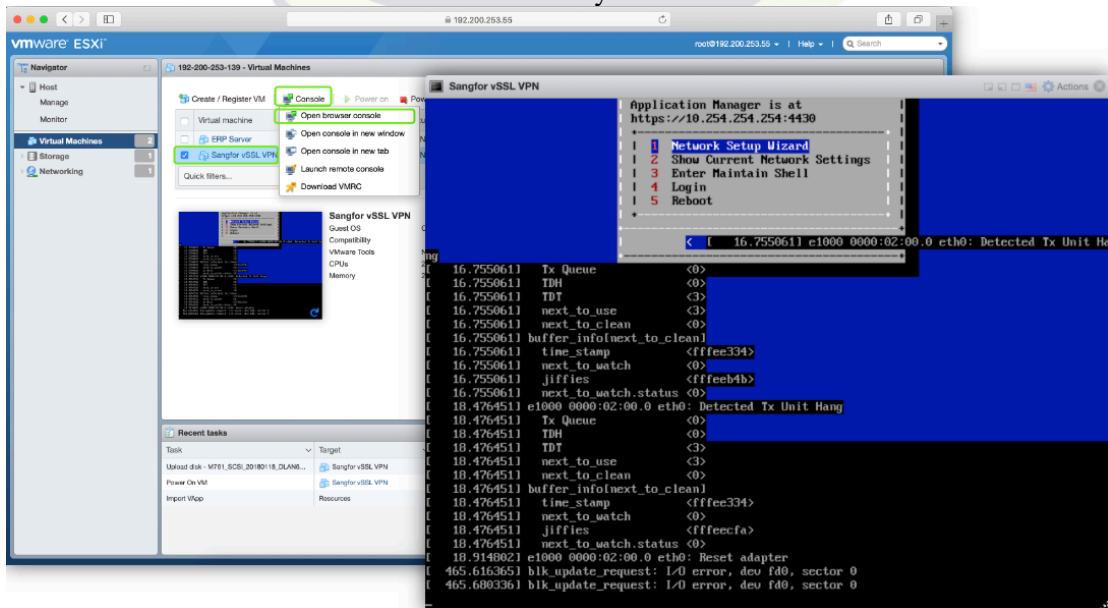 192.200.253.55
vmware ESXi
root@192.200.253.55 | Help | Search
Navigator
Host
Manage
Monitor
Virtual Machines 2
Storage 1
Networking 1
192-200-253-139 - Virtual Machines
Create / Register VM | Console | Power on
Virtual machine
ERP Server
Sangfor vSSL VPN
Quick filters...
Open browser console
Open console in new window
Open console in new tab
Launch remote console
Download VMRC
Sangfor vSSL VPN
Guest OS
Compatibility
VMware Tools
CPUs
Memory
Recent tasks
Task Target
Upload disk - M761_SCSI_20180118_DLAN6... Sangfor vSSL VPN
Power On VM Sangfor vSSL VPN
Import VApp Resources
Sangfor vSSL VPN Actions
Application Manager is at
https://10.254.254.254:4430
1 Network Setup Wizard
2 Show Current Network Settings
3 Enter Maintain Shell
4 Login
5 Reboot
< [ 16.755061] e1000 0000:02:00.0 eth0: Detected Tx Unit Ha
ng
[ 16.755061] Tx Queue <0>
[ 16.755061] TDH <0>
[ 16.755061] TDT <3>
[ 16.755061] next_to_use <3>
[ 16.755061] next_to_clean <0>
[ 16.755061] buffer_info[next_to_clean]
[ 16.755061] time_stamp <fffee334>
[ 16.755061] next_to_watch <0>
[ 16.755061] jiffies <fffeeb4b>
[ 16.755061] next_to_watch.status <0>
[ 18.476451] e1000 0000:02:00.0 eth0: Detected Tx Unit Hang
[ 18.476451] Tx Queue <0>
[ 18.476451] TDH <0>
[ 18.476451] TDT <3>
[ 18.476451] next_to_use <3>
[ 18.476451] next_to_clean <0>
[ 18.476451] buffer_info[next_to_clean]
[ 18.476451] time_stamp <fffee334>
[ 18.476451] next_to_watch <0>
[ 18.476451] jiffies <fffeecfa>
[ 18.476451] next_to_watch.status <0>
[ 18.914802] e1000 0000:02:00.0 eth0: Reset adapter
[ 465.616365] blk_update_request: I/O error, dev fd0, sector 0
[ 465.680336] blk_update_request: I/O error, dev fd0, sector 0